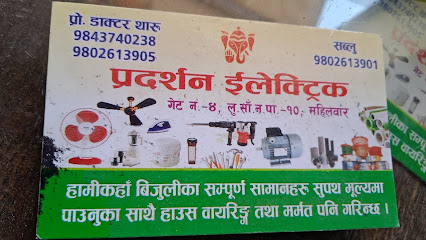 प्रो. डाक्टर थारू
9843740238
9802613905
सब्लु
9802613901
प्रदर्शन ईलेक्ट्रिक
गेट नं.-४, लु.साँ.न.पा.-१०, महिलवार
हामीकहाँ बिजुलीका सम्पूर्ण सामानहरु सुपथ मूल्यमा
पाउनुका साथै हाउस वायरिङ्ग तथा मर्मत पनि गरिन्छ ।